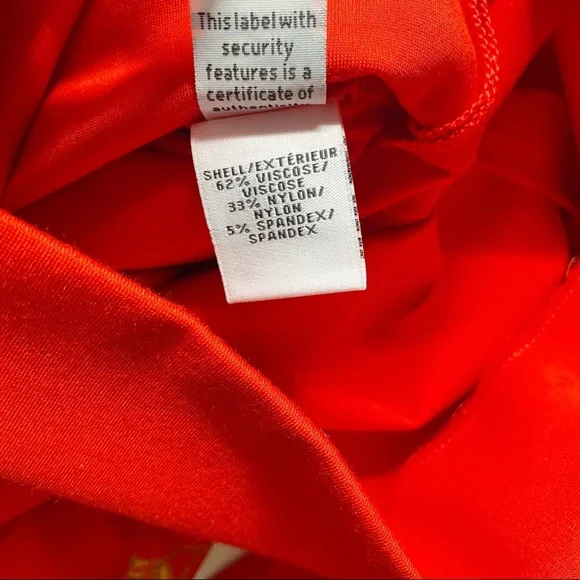 This label with
security
features is a
certificate of
authenticity
SHELL/EXTÉRIEUR
62% VISCOSE/
VISCOSE
33% NYLON/
NYLON
5% SPANDEX/
SPANDEX